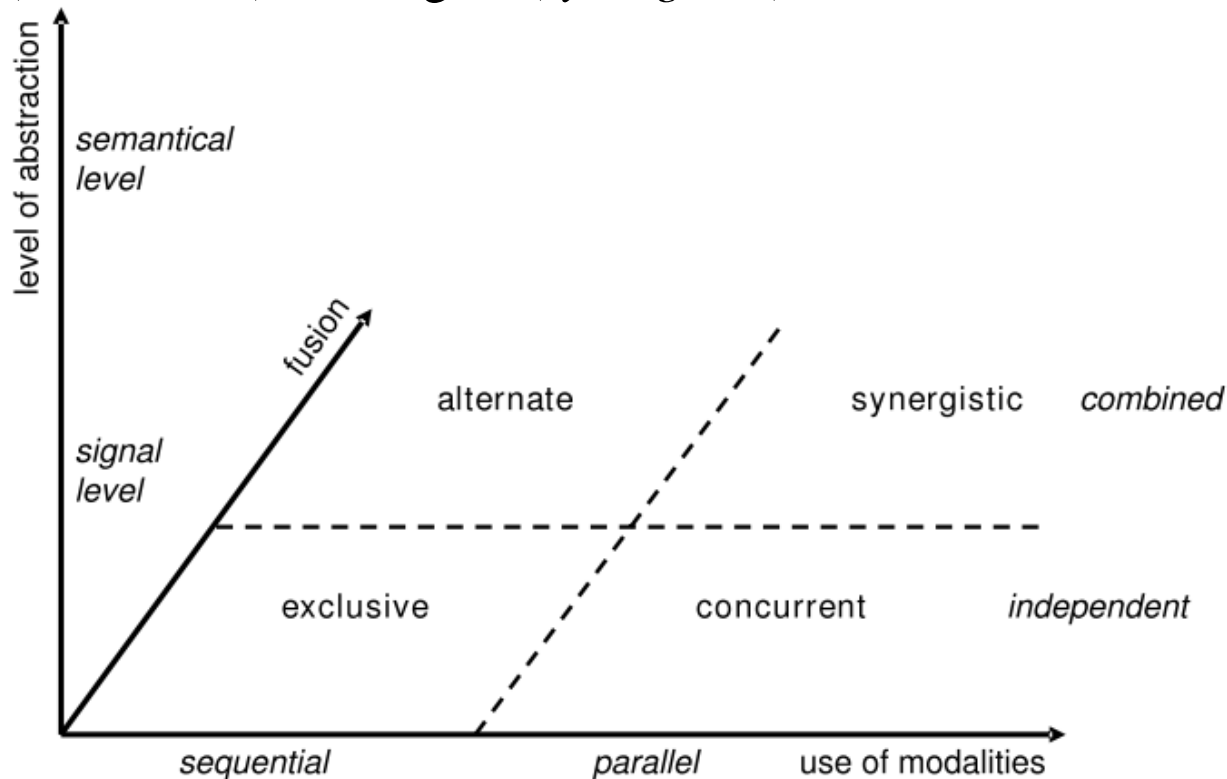 level of abstraction
semantical
level
fusion
alternate
synergistic
combined
signal
level
exclusive
concurrent
independent
sequential
parallel
use of modalities